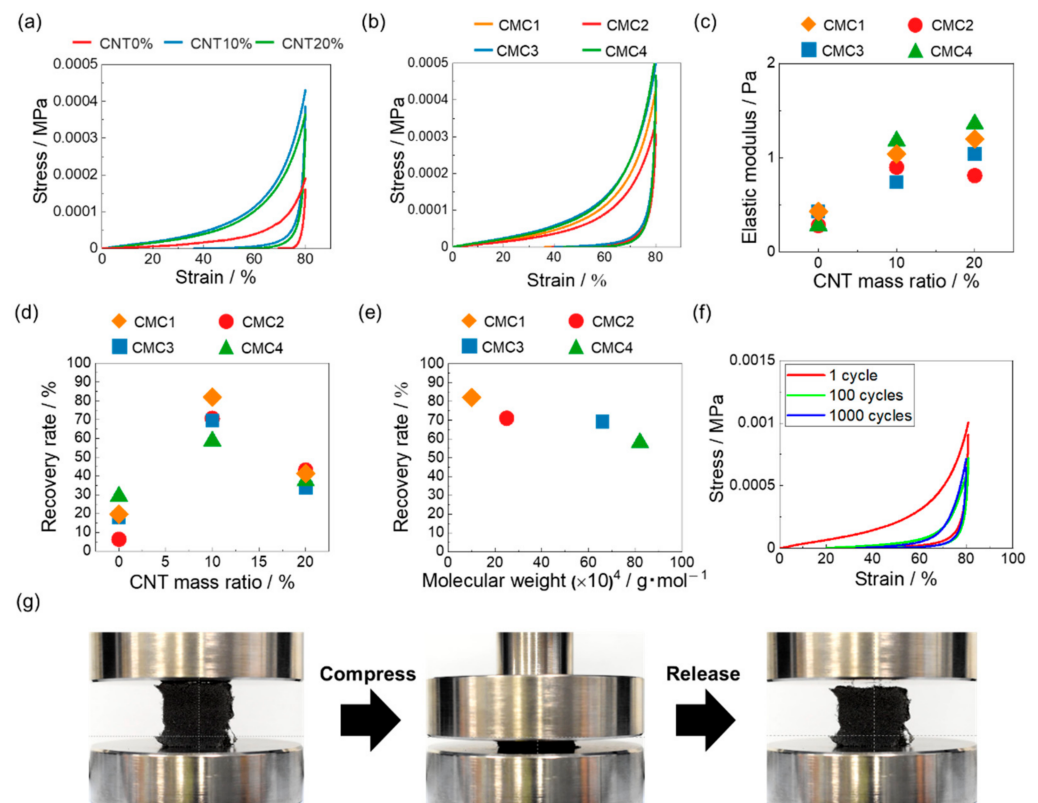 (a)
CNT0% CNT10% CNT20%
0.0005
0.0004
0.0003
0.0002
0.0001
0
0 20 40 60 80
Stress / MPa
Strain / %
(b)
CMC1 CMC2
CMC3 CMC4
0.0005
0.0004
0.0003
0.0002
0.0001
0
0 20 40 60 80
Stress / MPa
Strain / %
(c)
CMC1 CMC2
CMC3 CMC4
2
1
0
0 10 20
Elastic modulus / Pa
CNT mass ratio / %
(d)
CMC1 CMC2
CMC3 CMC4
100
90
80
70
60
50
40
30
20
10
0
0 5 10 15 20
Recovery rate / %
CNT mass ratio / %
(e)
CMC1 CMC2
CMC3 CMC4
100
90
80
70
60
50
40
30
20
10
0
0 20 40 60 80 100
Recovery rate / %
Molecular weight (×10)⁴ / g·mol⁻¹
(f)
1 cycle
100 cycles
1000 cycles
0.0015
0.001
0.0005
0
0 20 40 60 80 100
Stress / MPa
Strain / %
(g)
Compress
Release